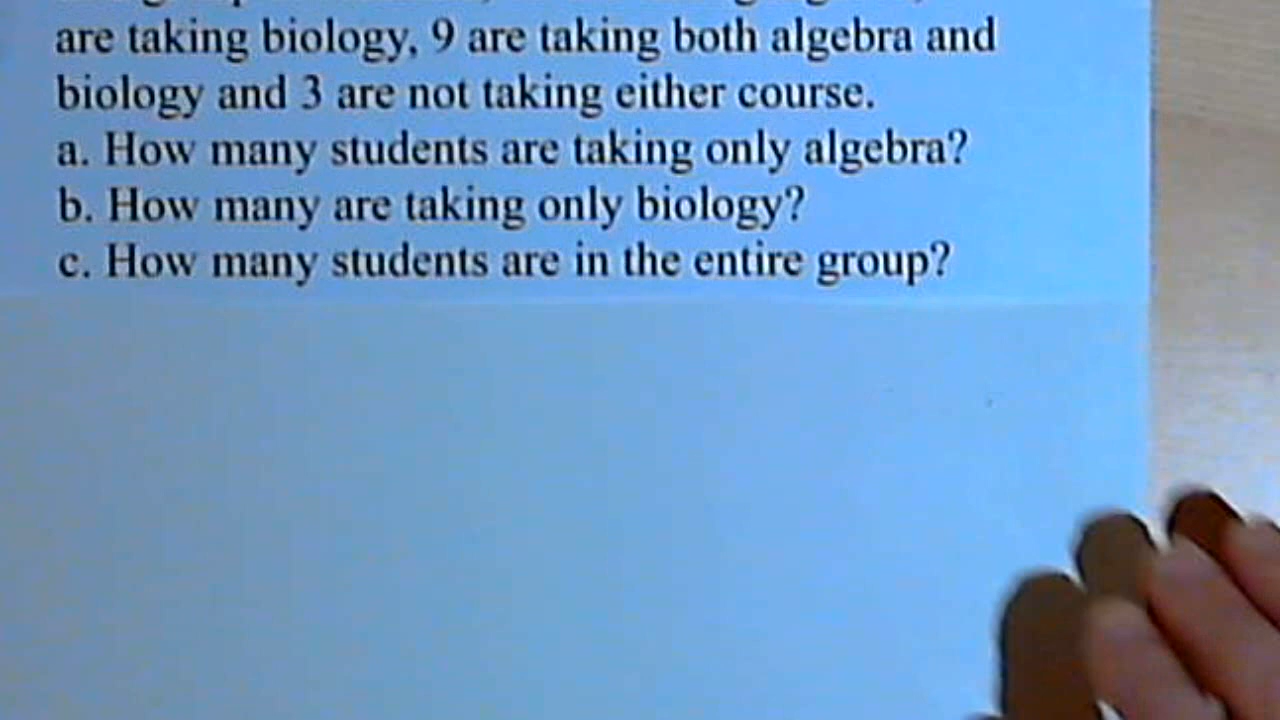 are taking biology, 9 are taking both algebra and
biology and 3 are not taking either course.
a. How many students are taking only algebra?
b. How many are taking only biology?
c. How many students are in the entire group?